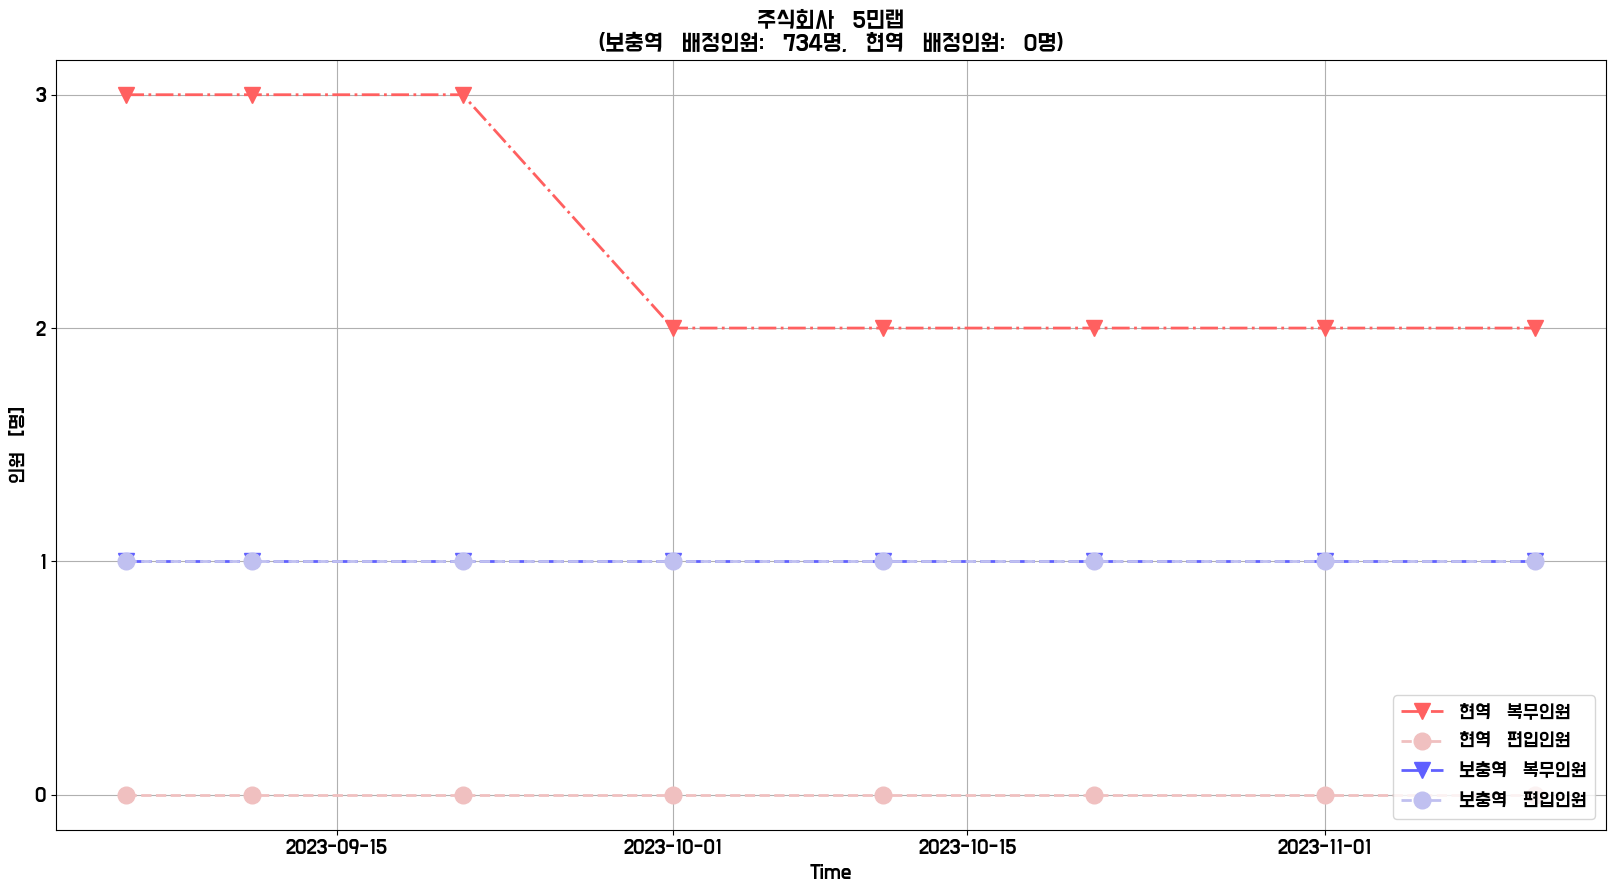 주식회사 5민랩
(보충역 배정인원: 734명, 현역 배정인원: 0명)
3
2
1
0
인원 [명]
현역 복무인원
현역 편입인원
보충역 복무인원
보충역 편입인원
2023-09-15
2023-10-01
2023-10-15
2023-11-01
Time